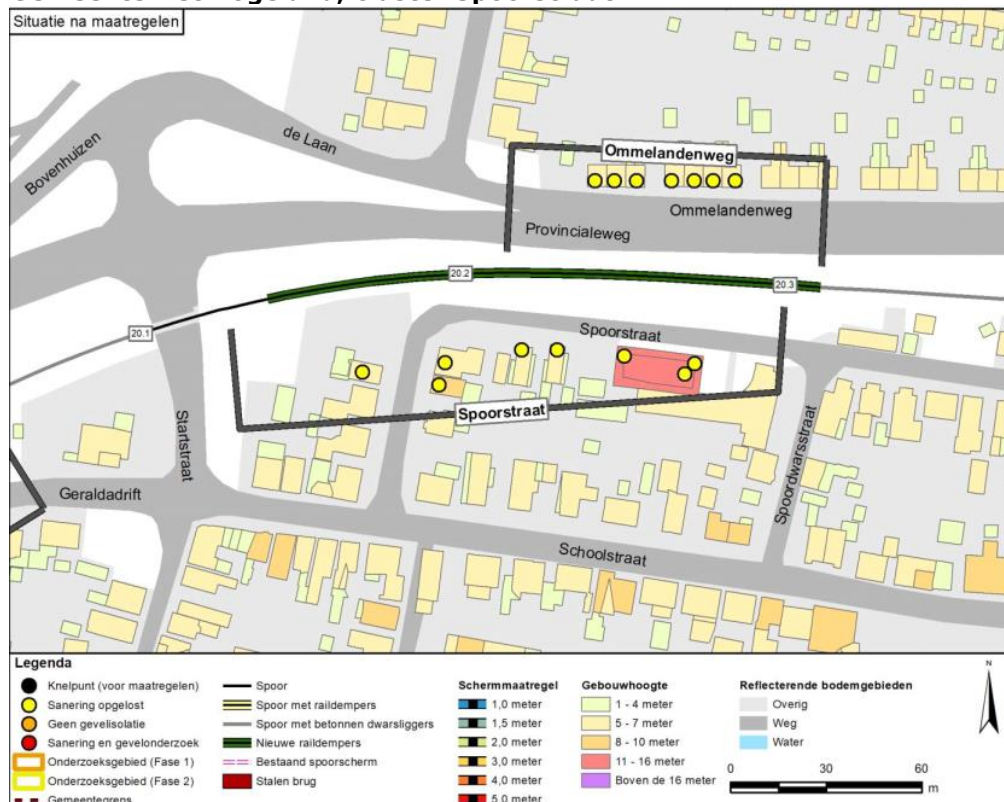 Situatie na maatregelen
Bovenhuizen
de Laan
Ommelandenweg
Ommelandenweg
Provincialeweg
20.2
20.3
20.1
Spoorstraat
Spoorstraat
Startstraat
Spoordwarsstraat
Geraldadrift
Schoolstraat
Legenda
Knelpunt (voor maatregelen)
Sanering opgelost
Geen gevelisolatie
Sanering en gevelonderzoek
Onderzoeksgebied (Fase 1)
Onderzoeksgebied (Fase 2)
Gemeentegrens
Spoor
Spoor met raildempers
Spoor met betonnen dwarsliggers
Nieuwe raildempers
Bestaand spoorscherm
Stalen brug
Schermmaatregel
1,0 meter
1,5 meter
2,0 meter
3,0 meter
4,0 meter
5,0 meter
Gebouwhoogte
1 - 4 meter
5 - 7 meter
8 - 10 meter
11 - 16 meter
Boven de 16 meter
Reflecterende bodemgebieden
Overig
Weg
Water
N
0 30 60
m